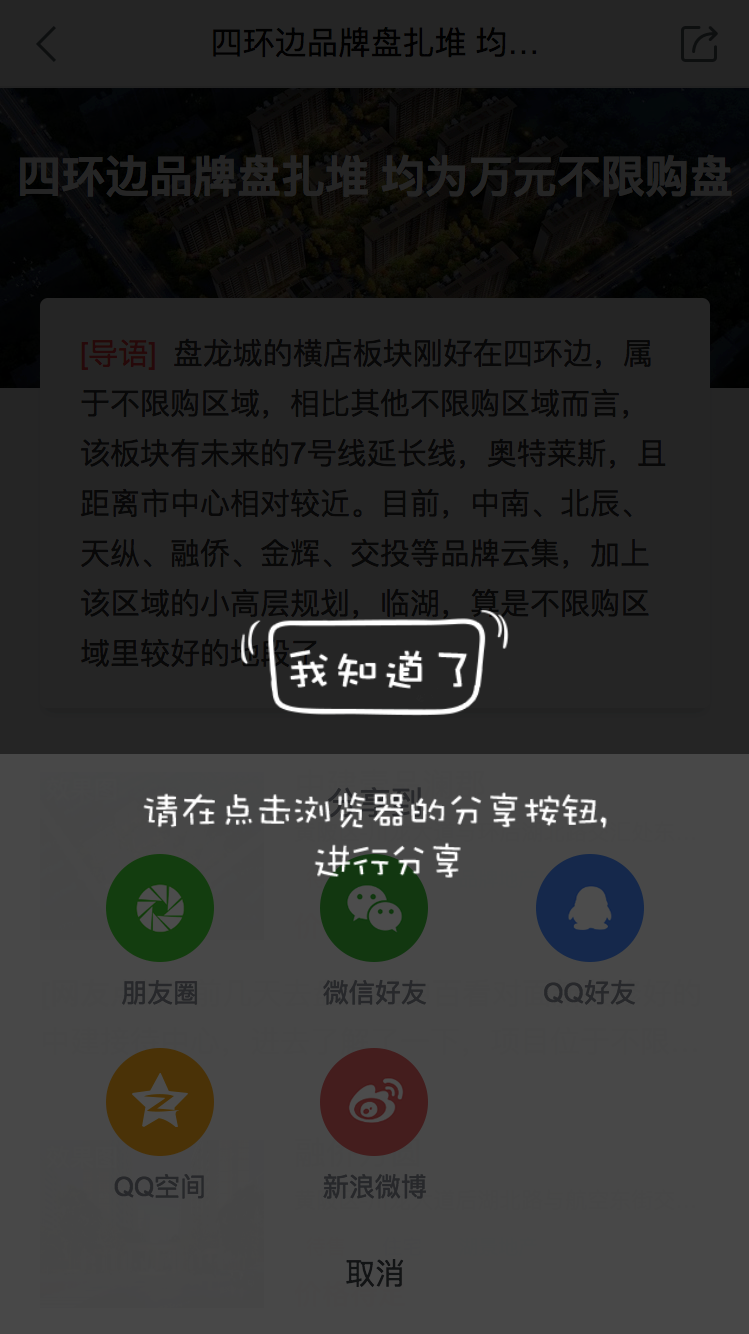 四环边品牌盘扎堆 均...
四环边品牌盘扎堆 均为万元不限购盘
[导语] 盘龙城的横店板块刚好在四环边，属
于不限购区域，相比其他不限购区域而言，
该板块有未来的7号线延长线，奥特莱斯，且
距离市中心相对较近。目前，中南、北辰、
天纵、融侨、金辉、交投等品牌云集，加上
该区域的小高层规划，临湖，算是不限购区
域里较好的地段了
我知道了
分享到
请在点击浏览器的分享按钮,
进行分享
朋友圈
微信好友
QQ好友
QQ空间
新浪微博
取消